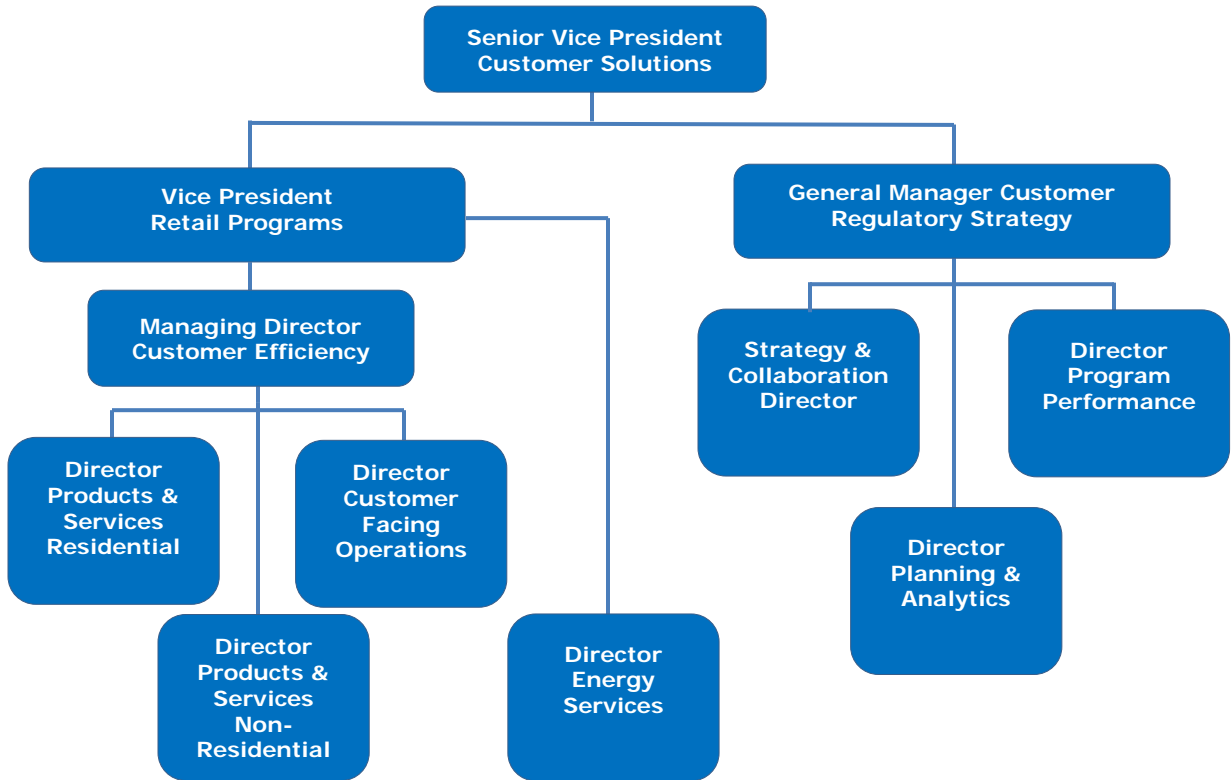 Senior Vice President
Customer Solutions
Vice President
Retail Programs
General Manager Customer
Regulatory Strategy
Managing Director
Customer Efficiency
Strategy &
Collaboration
Director
Director
Program
Performance
Director
Products &
Services
Residential
Director
Customer
Facing
Operations
Director
Planning &
Analytics
Director
Products &
Services
Non-
Residential
Director
Energy
Services